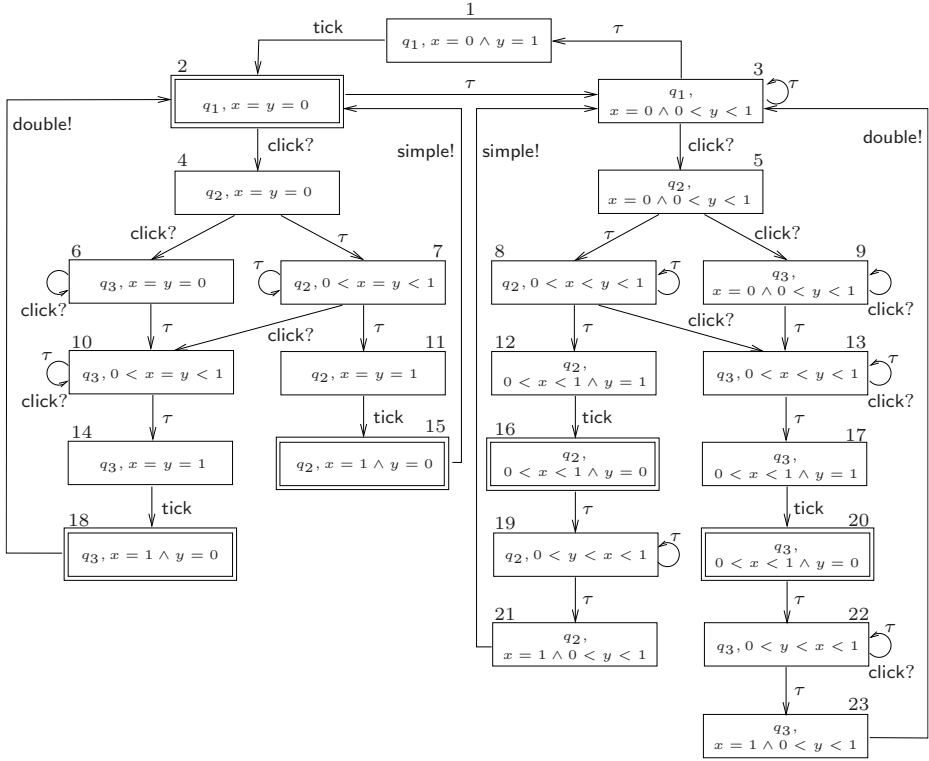 1
tick
q1, x = 0 ∧ y = 1
τ
2
q1, x = y = 0
τ
3
q1,
x = 0 ∧ 0 < y < 1
τ
double!
click?
simple!
simple!
click?
double!
4
q2, x = y = 0
5
q2,
x = 0 ∧ 0 < y < 1
click?
τ
τ
click?
6
q3, x = y = 0
click?
7
τ
q2, 0 < x = y < 1
8
q2, 0 < x < y < 1
τ
9
q3,
x = 0 ∧ 0 < y < 1
click?
τ
click?
τ
τ
click?
τ
10
τ
q3, 0 < x = y < 1
click?
11
q2, x = y = 1
12
q2,
0 < x < 1 ∧ y = 1
13
q3, 0 < x < y < 1
τ
click?
τ
tick
tick
τ
14
q3, x = y = 1
15
q2, x = 1 ∧ y = 0
16
q2,
0 < x < 1 ∧ y = 0
17
q3,
0 < x < 1 ∧ y = 1
tick
τ
tick
18
q3, x = 1 ∧ y = 0
19
q2, 0 < y < x < 1
τ
20
q3,
0 < x < 1 ∧ y = 0
τ
τ
21
q2,
x = 1 ∧ 0 < y < 1
22
q3, 0 < y < x < 1
τ
click?
τ
23
q3,
x = 1 ∧ 0 < y < 1